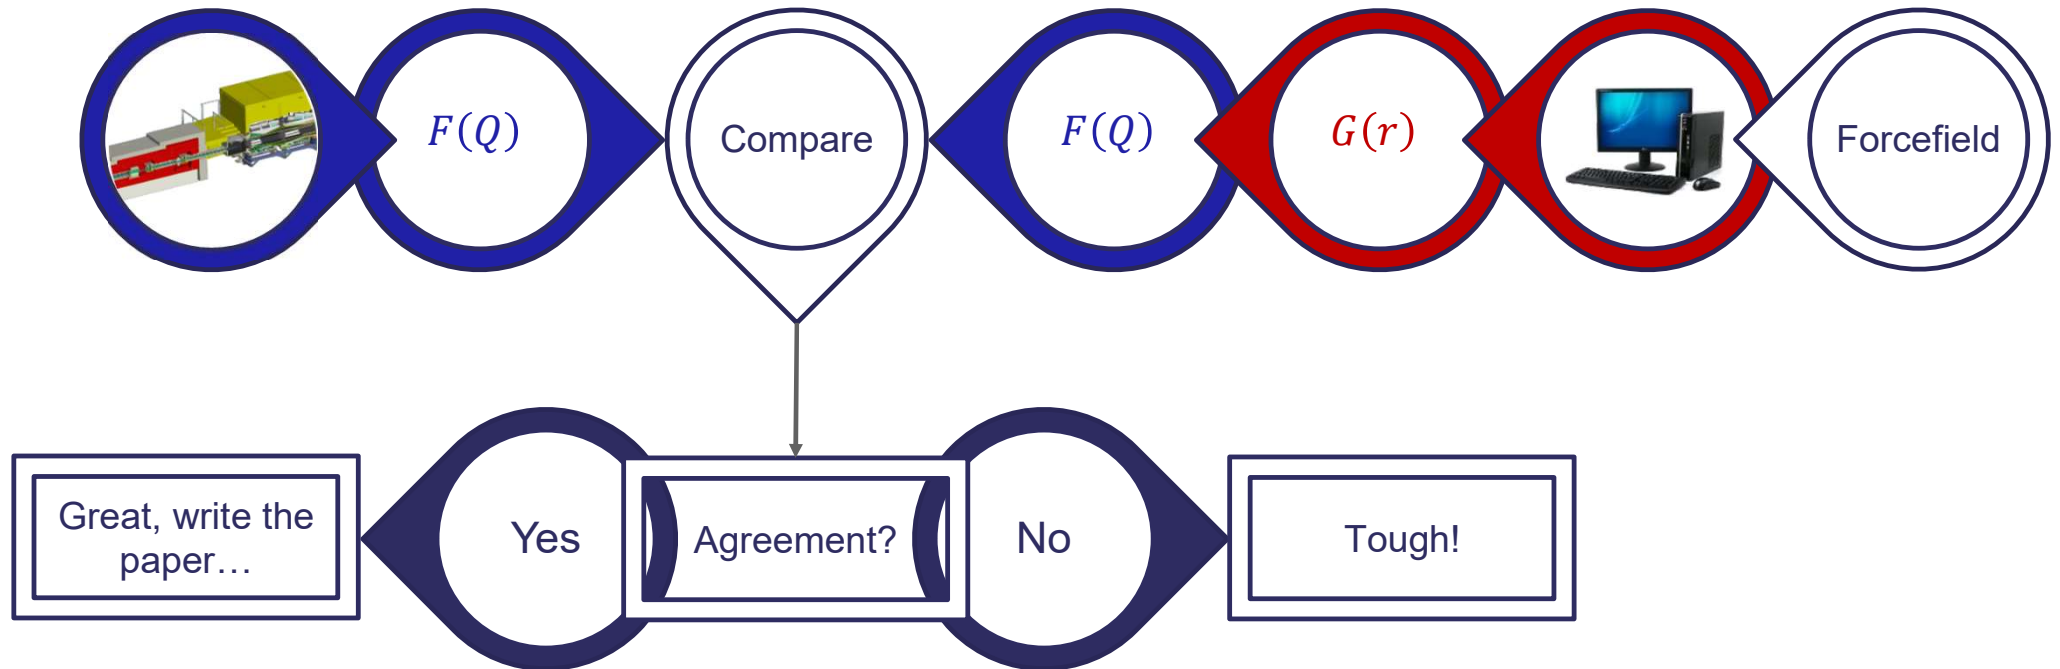 F(Q)
Compare
F(Q)
G(r)
Forcefield
Great, write the
paper…
Yes
Agreement?
No
Tough!